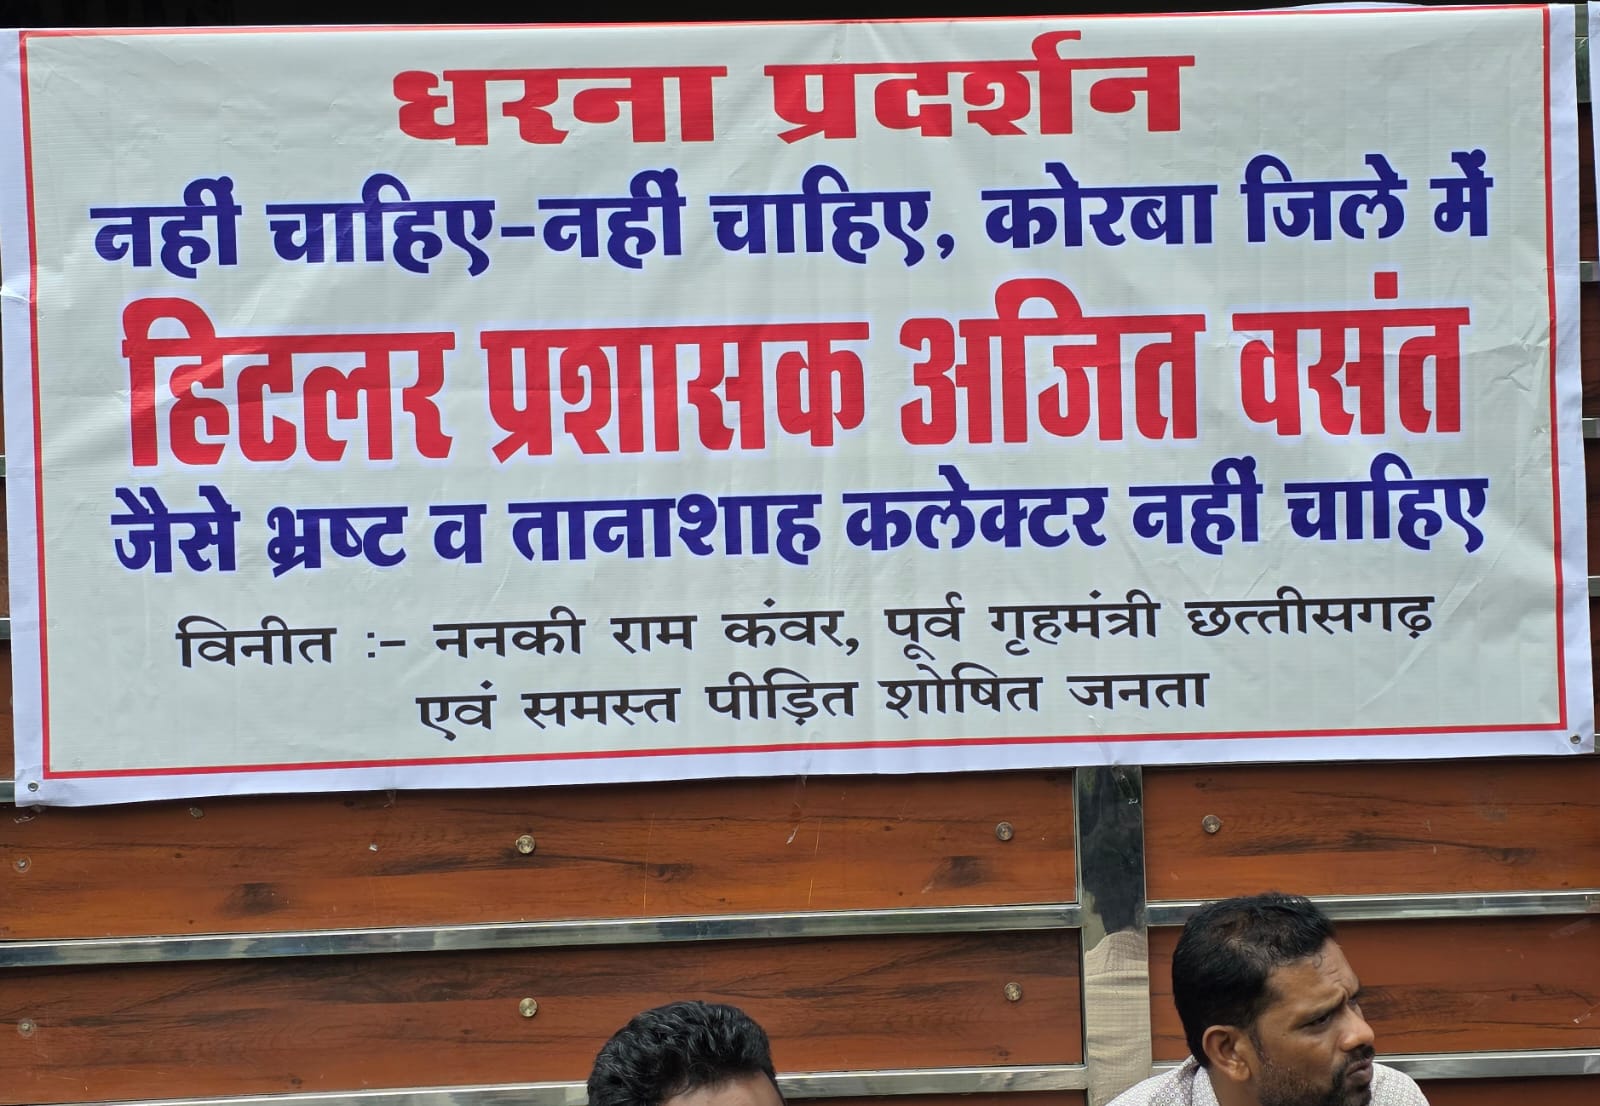 धरना प्रदर्शन
नहीं चाहिए-नहीं चाहिए, कोरबा जिले में
हिटलर प्रशासक अजित वसंत
जैसे भ्रष्ट व तानाशाह कलेक्टर नहीं चाहिए
विनीत :- ननकी राम कंवर, पूर्व गृहमंत्री छत्तीसगढ़
एवं समस्त पीड़ित शोषित जनता